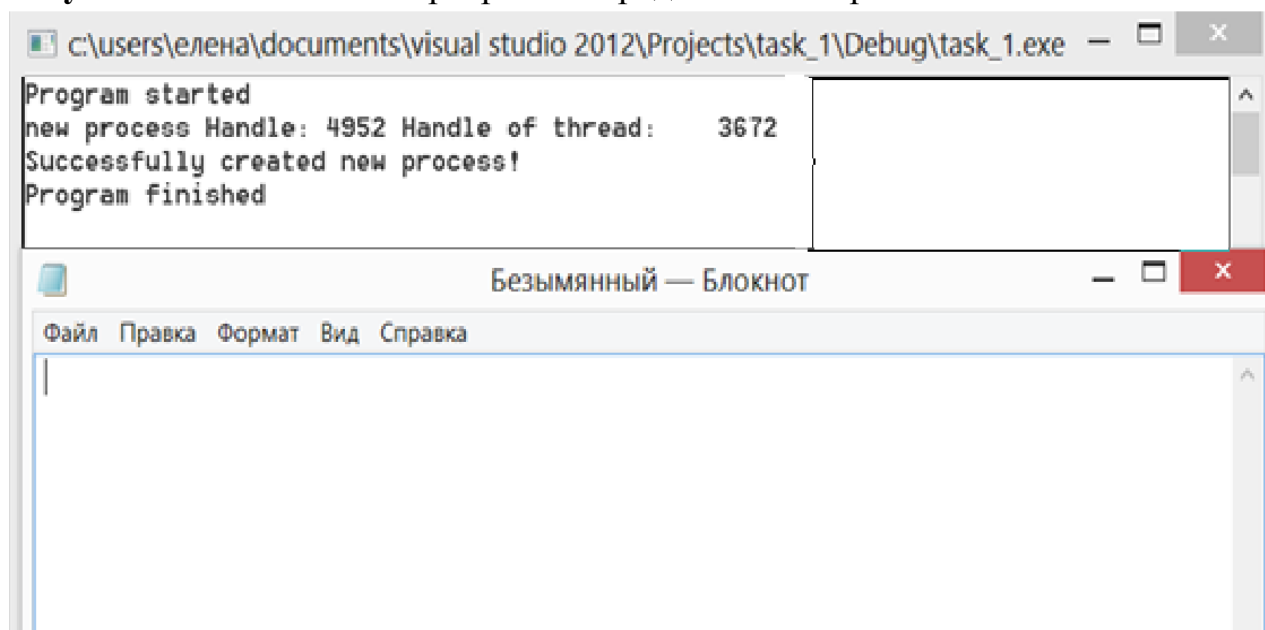 c:\users\елена\documents\visual studio 2012\Projects\task_1\Debug\task_1.exe
Program started
new process Handle: 4952 Handle of thread: 3672
Successfully created new process!
Program finished
Безымянный — Блокнот
Файл Правка Формат Вид Справка